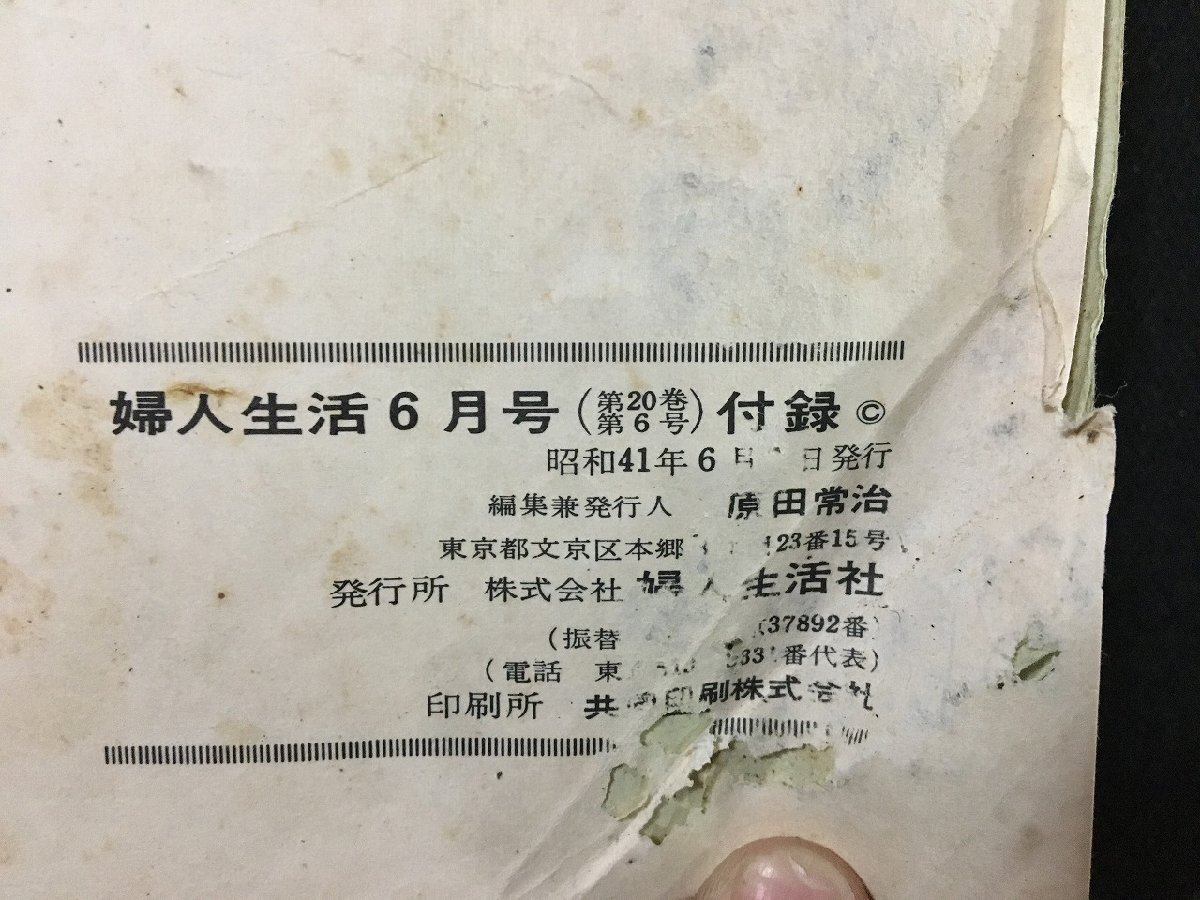 婦人生活6月号(第20巻第6号)付録©
昭和41年6月 日発行
編集兼発行人 原田常治
東京都文京区本郷 23番15号
発行所 株式会社 婦人生活社
(振替 37892番)
(電話 東 番代表)
印刷所 共 印刷株式会社